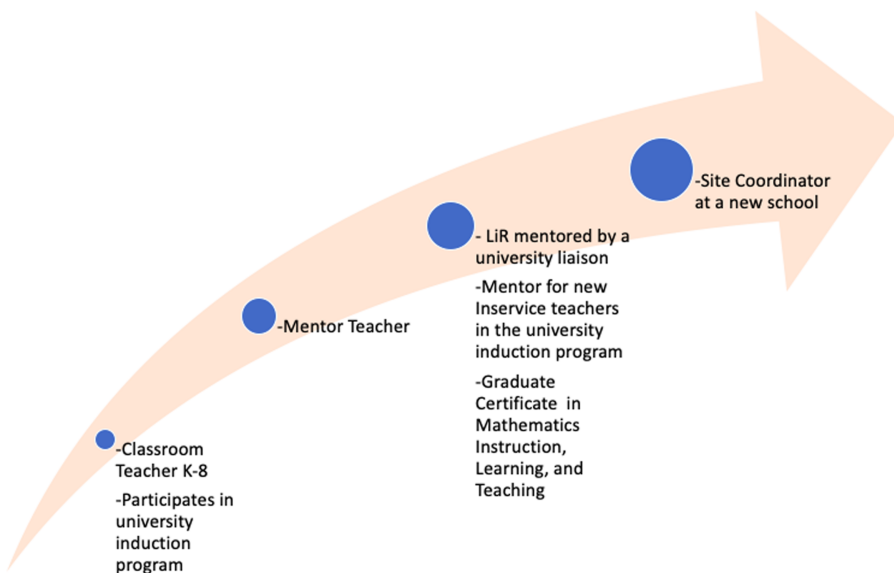 -Classroom
Teacher K-8
-Participates in
university
induction
program
-Mentor Teacher
- LiR mentored by a
university liaison
-Mentor for new
Inservice teachers
in the university
induction program
-Graduate
Certificate in
Mathematics
Instruction,
Learning, and
Teaching
-Site Coordinator
at a new school